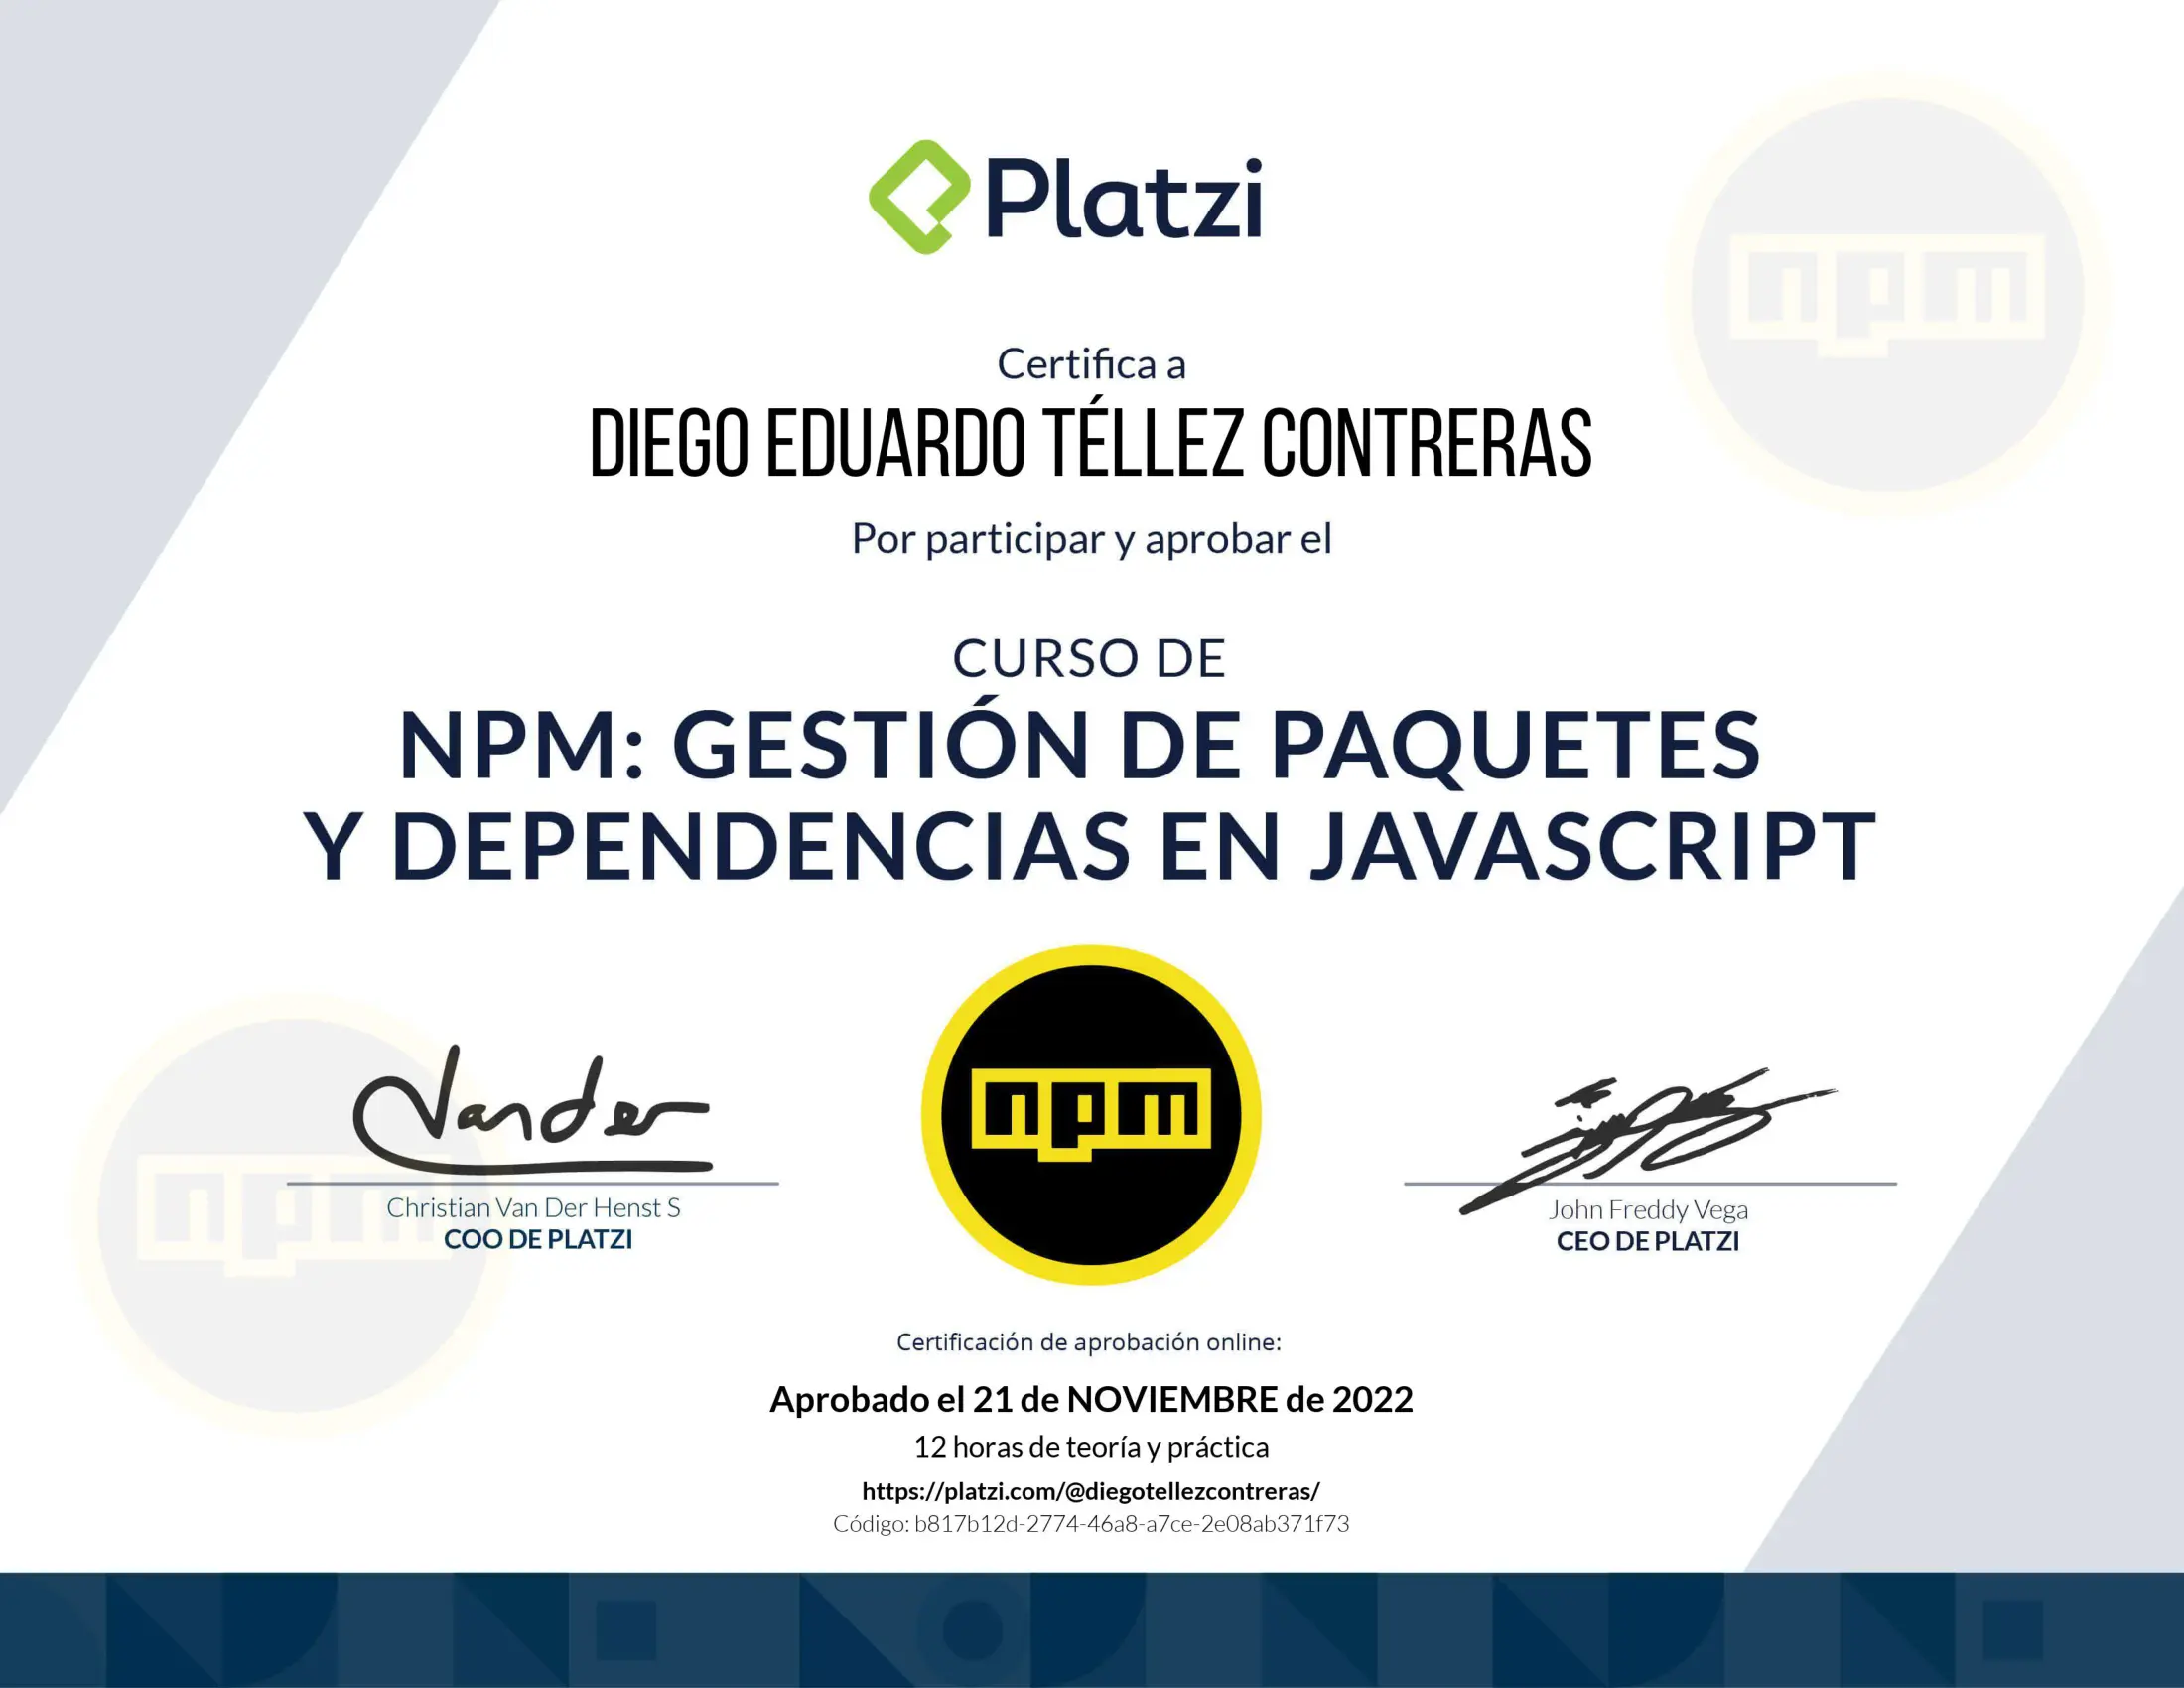 Platzi
npm
Certifica a
DIEGO EDUARDO TÉLLEZ CONTRERAS
Por participar y aprobar el
CURSO DE
NPM: GESTIÓN DE PAQUETES
Y DEPENDENCIAS EN JAVASCRIPT
Vander
npm
npm
Christian Van Der Henst S
COO DE PLATZI
John Freddy Vega
CEO DE PLATZI
Certificación de aprobación online:
Aprobado el 21 de NOVIEMBRE de 2022
12 horas de teoría y práctica
https://platzi.com/@diegotellezcontreras/
Código: b817b12d-2774-46a8-a7ce-2e08ab371f73